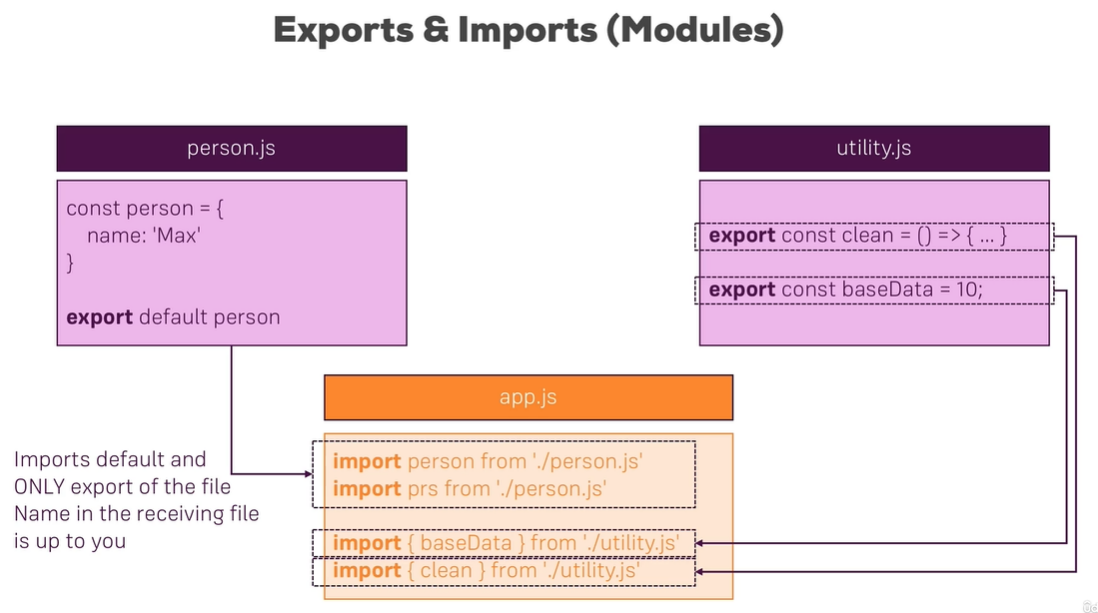 Exports & Imports (Modules)
person.js
const person = {
name: 'Max'
}
export default person
utility.js
export const clean = () => { ... }
export const baseData = 10;
app.js
import person from './person.js'
import prs from './person.js'
import { baseData } from './utility.js'
import { clean } from './utility.js'
Imports default and
ONLY export of the file
Name in the receiving file
is up to you